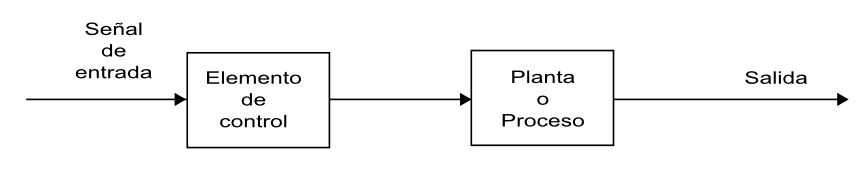 Señal
de
entrada
Elemento
de
control
Planta
o
Proceso
Salida